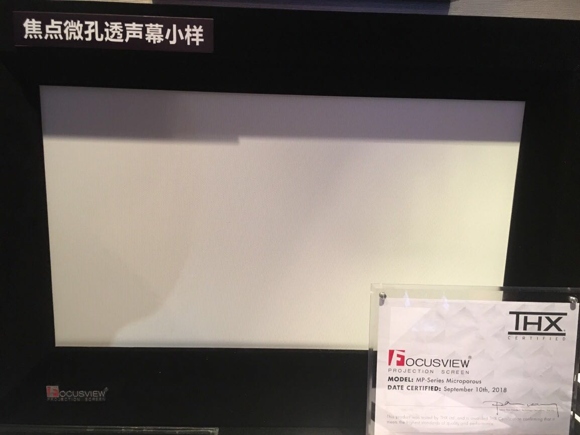 焦点微孔透声幕小样
THX
CERTIFIED
FOCUSVIEW®
PROJECTION SCREEN
MODEL: MP-Series Microporous
DATE CERTIFIED: September 10th, 2018
FOCUSVIEW®
PROJECTION SCREEN